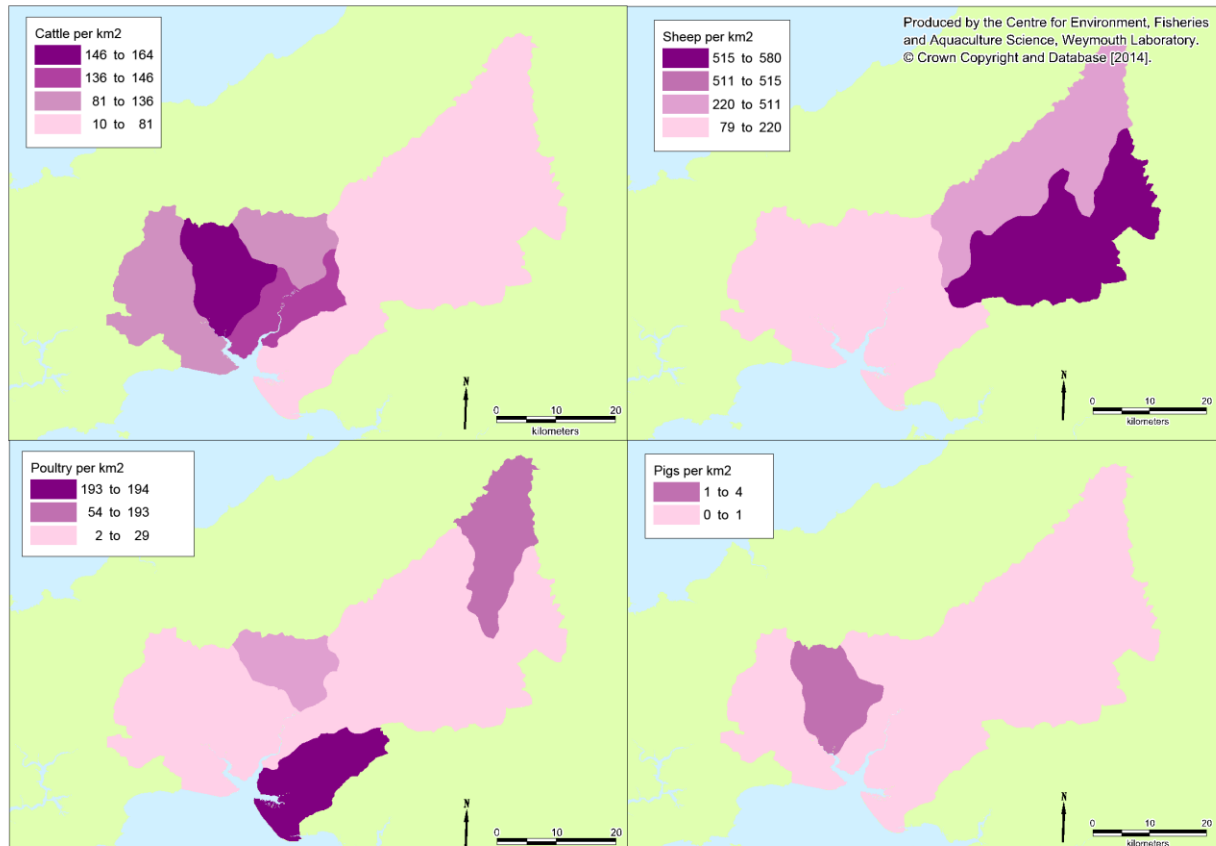 Cattle per km2
146 to 164
136 to 146
81 to 136
10 to 81
N
0 10 20
kilometers
Produced by the Centre for Environment, Fisheries
and Aquaculture Science, Weymouth Laboratory.
© Crown Copyright and Database [2014].
Sheep per km2
515 to 580
511 to 515
220 to 511
79 to 220
N
0 10 20
kilometers
Poultry per km2
193 to 194
54 to 193
2 to 29
N
0 10 20
kilometers
Pigs per km2
1 to 4
0 to 1
N
0 10 20
kilometers